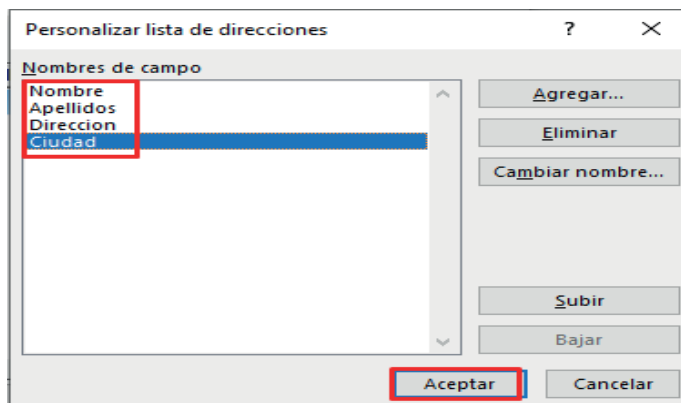 Personalizar lista de direcciones ?
Nombres de campo
Nombre
Apellidos
Direccion
Ciudad
Agregar...
Eliminar
Cambiar nombre...
Subir
Bajar
Aceptar Cancelar